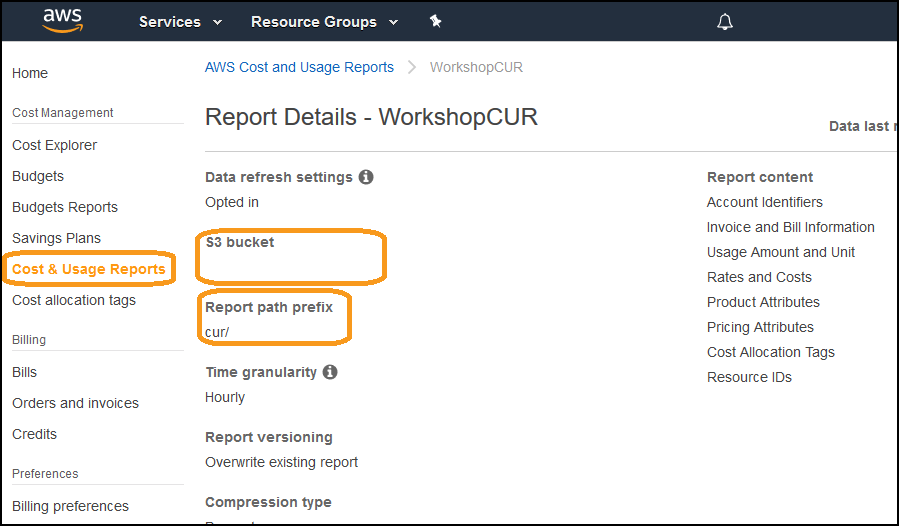 aws
Services
Resource Groups
Home
Cost Management
Cost Explorer
Budgets
Budgets Reports
Savings Plans
Cost & Usage Reports
Cost allocation tags
Billing
Bills
Orders and invoices
Credits
Preferences
Billing preferences
AWS Cost and Usage Reports
WorkshopCUR
Report Details - WorkshopCUR
Data last
Data refresh settings
Opted in
S3 bucket
Report path prefix
cur/
Time granularity
Hourly
Report versioning
Overwrite existing report
Compression type
Report content
Account Identifiers
Invoice and Bill Information
Usage Amount and Unit
Rates and Costs
Product Attributes
Pricing Attributes
Cost Allocation Tags
Resource IDs